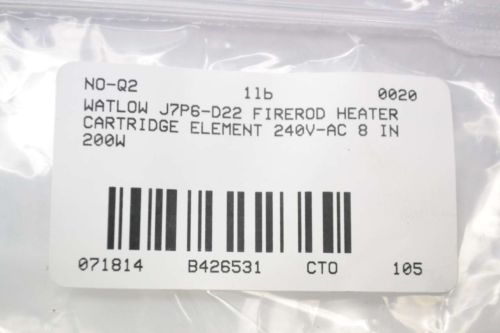 NO-Q2 11b 0020
WATLOW J7P6-D22 FIREROD HEATER
CARTRIDGE ELEMENT 240V-AC 8 IN
200W
071814 B426531 CTO 105